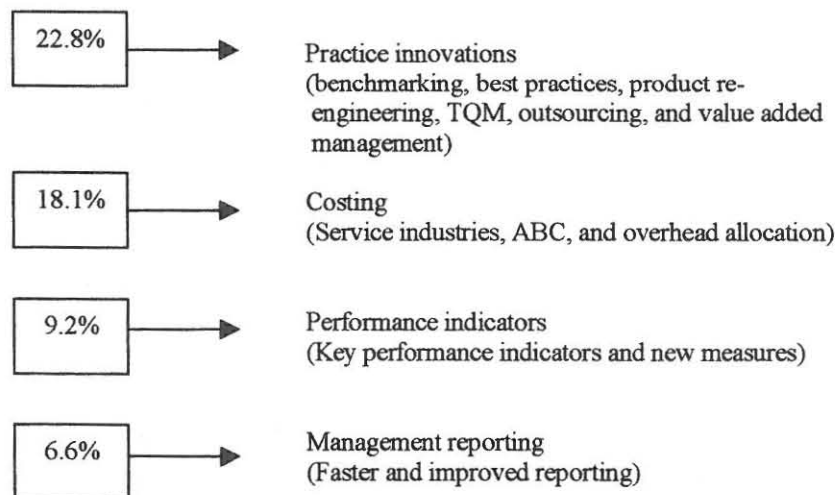 22.8%
Practice innovations
(benchmarking, best practices, product re-
engineering, TQM, outsourcing, and value added
management)
18.1%
Costing
(Service industries, ABC, and overhead allocation)
9.2%
Performance indicators
(Key performance indicators and new measures)
6.6%
Management reporting
(Faster and improved reporting)